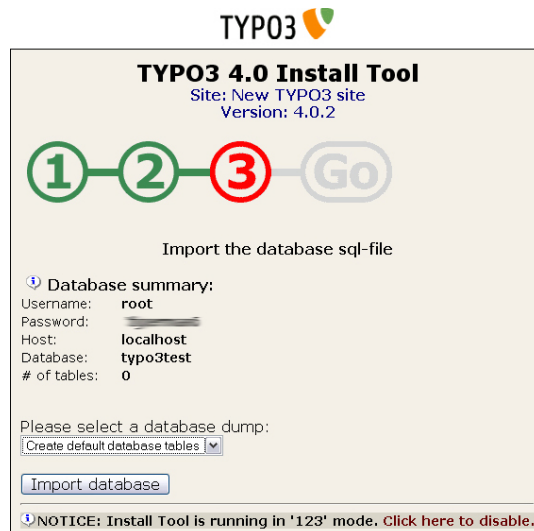 TYPO3
TYPO3 4.0 Install Tool
Site: New TYPO3 site
Version: 4.0.2
1 2 3 Go
Import the database sql-file
Database summary:
Username: root
Password:
Host: localhost
Database: typo3test
# of tables: 0
Please select a database dump:
Create default database tables
Import database
NOTICE: Install Tool is running in '123' mode. Click here to disable.